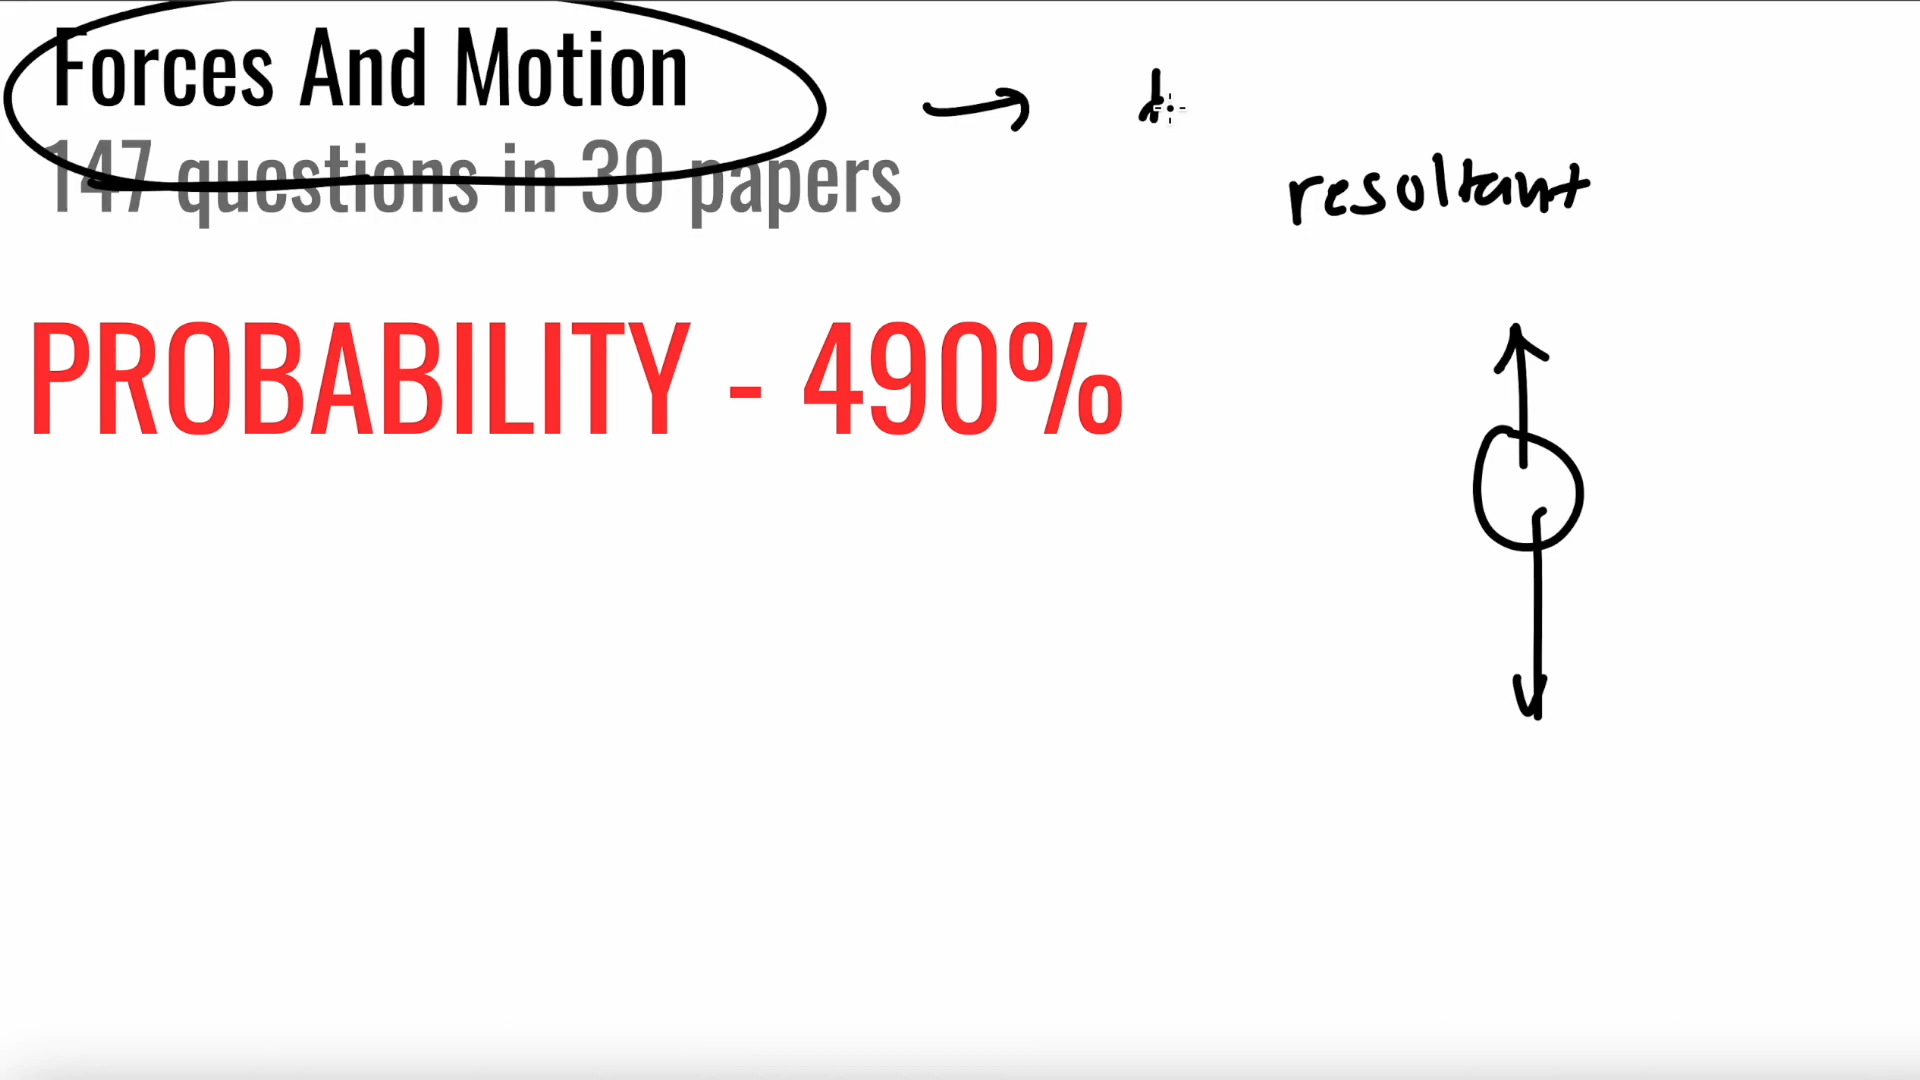 Forces And Motion
147 questions in 30 papers
resoltant
PROBABILITY - 490%